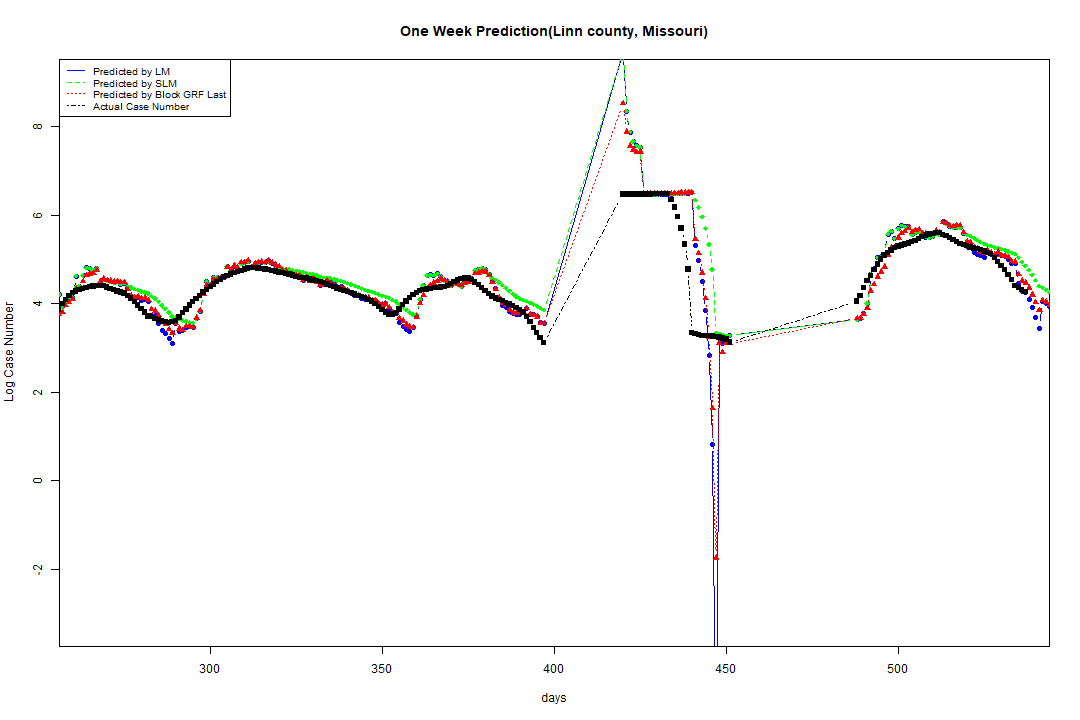 One Week Prediction(Linn county, Missouri)
Predicted by LM
Predicted by SLM
Predicted by Block GRF Last
Actual Case Number
Log Case Number
8
6
4
2
0
-2
300
350
400
450
500
days